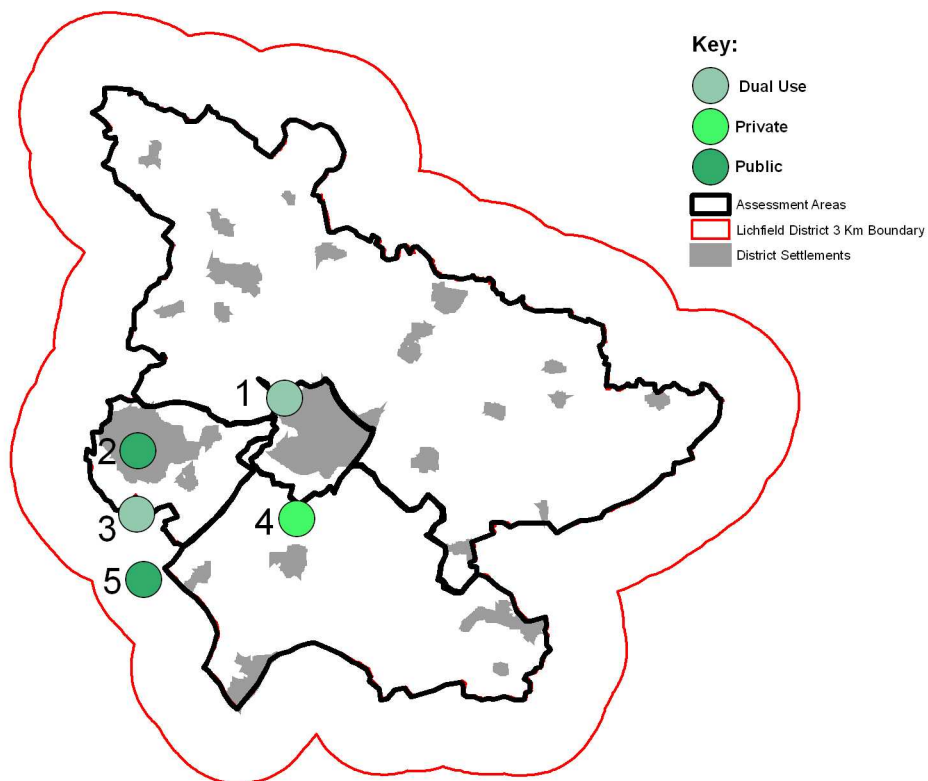 Key:
Dual Use
Private
Public
Assessment Areas
Lichfield District 3 Km Boundary
District Settlements
1
2
3
4
5